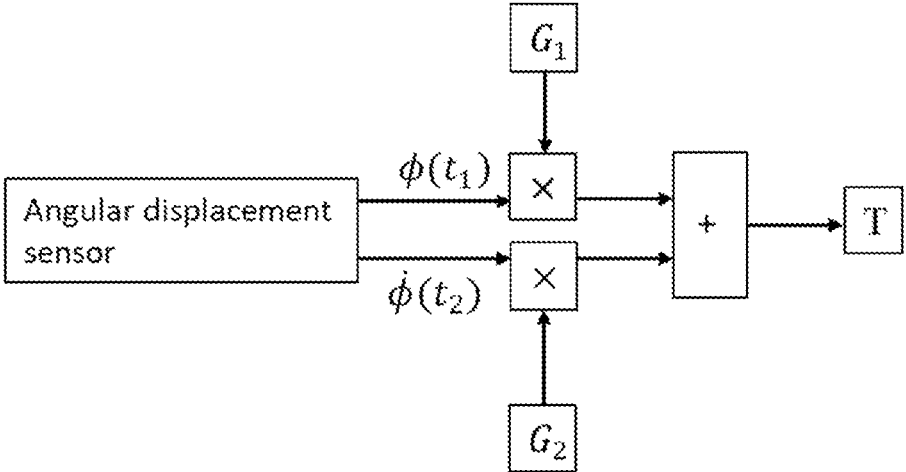 G₁
ϕ(t₁)
×
Angular displacement
sensor
+
T
×
ϕ̇(t₂)
G₂